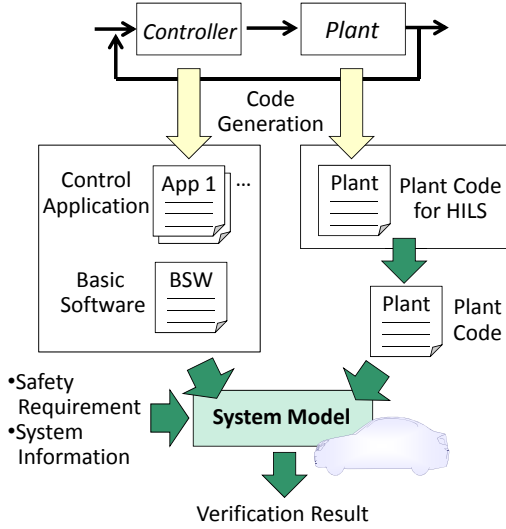 Controller
Plant
Code
Generation
Control
Application
App 1
...
Plant
Plant Code
for HILS
Basic
Software
BSW
Plant
Plant
Code
•Safety
Requirement
•System
Information
System Model
Verification Result